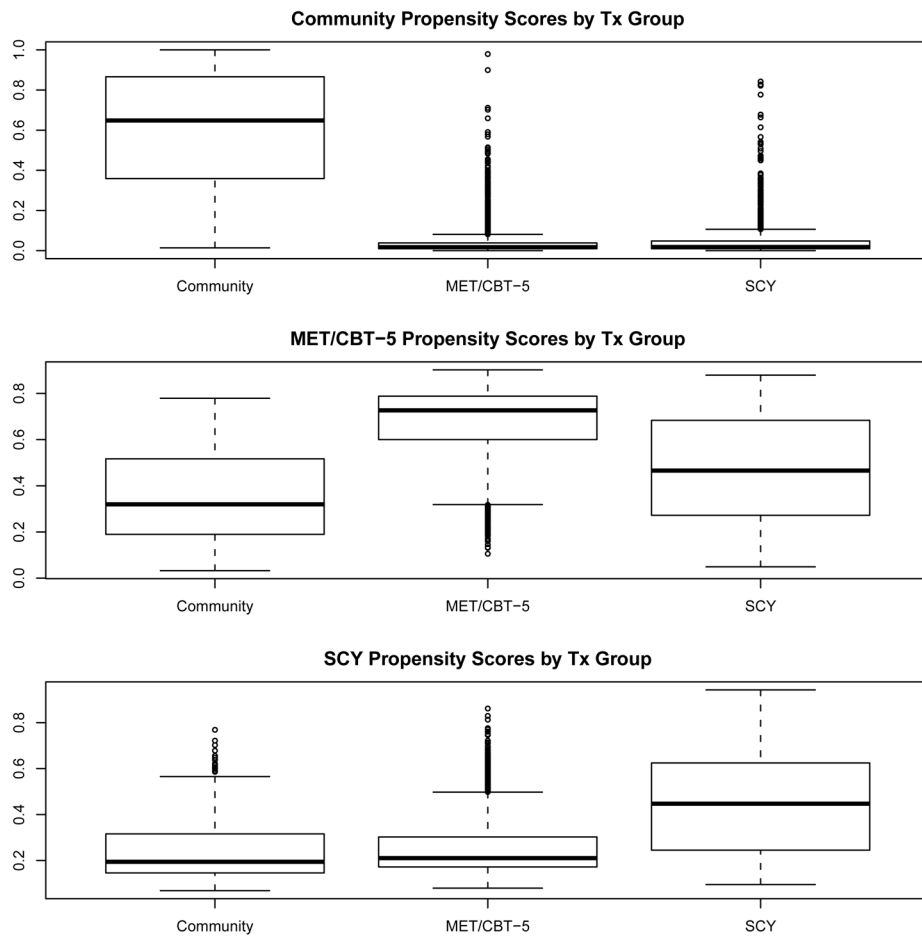 Community Propensity Scores by Tx Group
1.0
0.8
0.6
0.4
0.2
0.0
Community MET/CBT−5 SCY
MET/CBT−5 Propensity Scores by Tx Group
0.8
0.6
0.4
0.2
0.0
Community MET/CBT−5 SCY
SCY Propensity Scores by Tx Group
0.8
0.6
0.4
0.2
Community MET/CBT−5 SCY